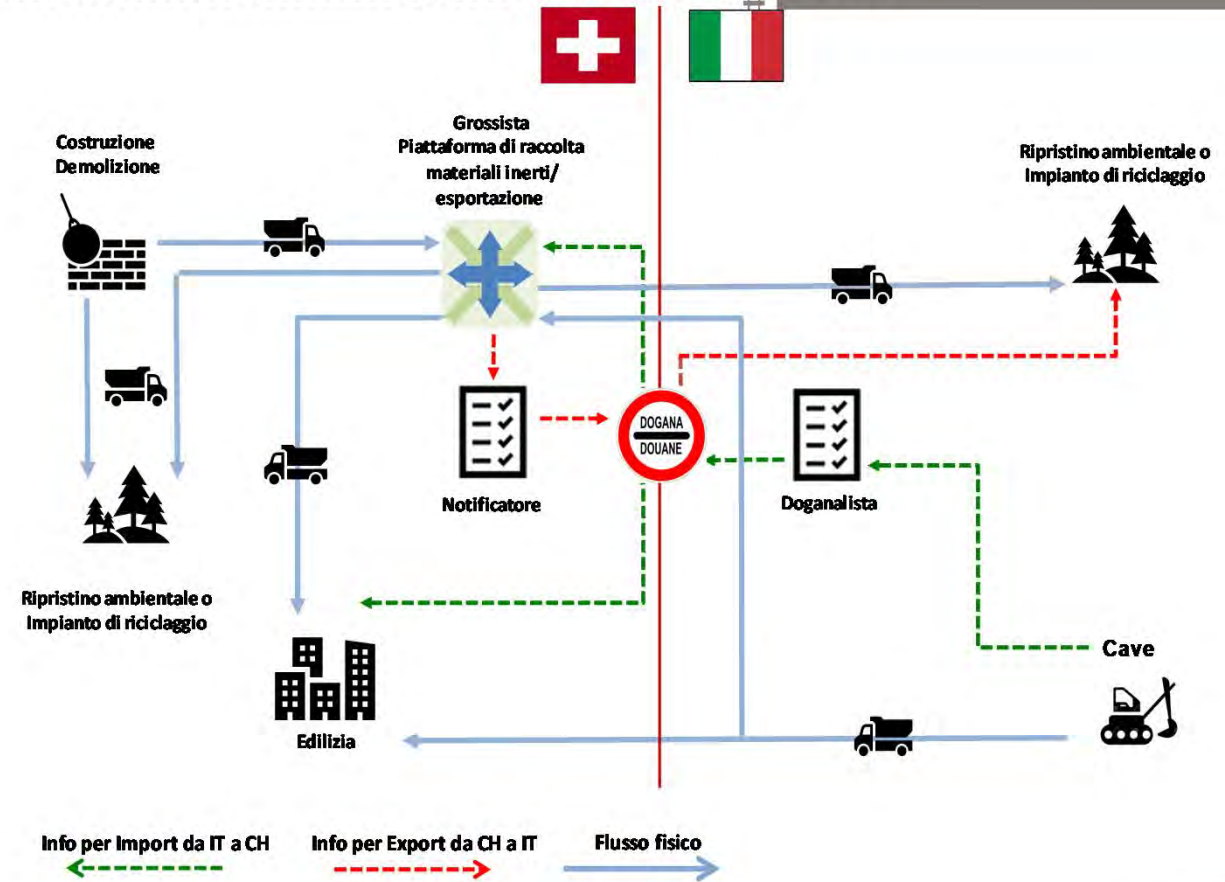 Costruzione
Demolizione
Grossista
Piattaforma di raccolta
materiali inerti/
esportazione
Ripristino ambientale o
Impianto di riciclaggio
DOGANA
DOUANE
Notificatore
Doganalista
Ripristino ambientale o
Impianto di riciclaggio
Cave
Edilizia
Info per Import da IT a CH
Info per Export da CH a IT
Flusso fisico